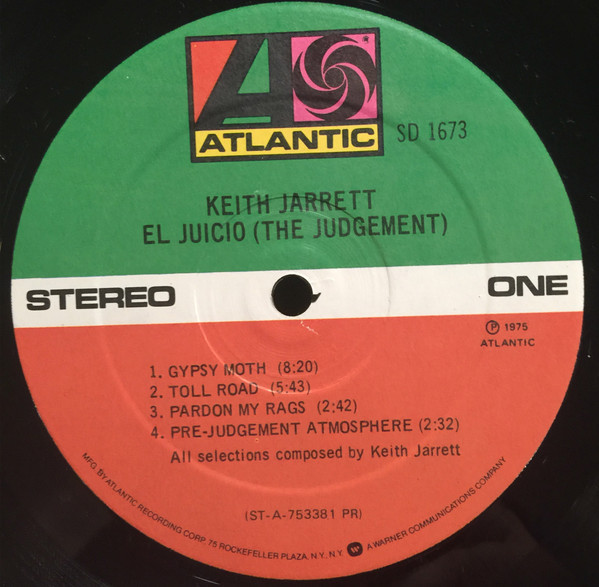 ATLANTIC
SD 1673
KEITH JARRETT
EL JUICIO (THE JUDGEMENT)
STEREO
ONE
℗ 1975
ATLANTIC
1. GYPSY MOTH (8:20)
2. TOLL ROAD (5:43)
3. PARDON MY RAGS (2:42)
4. PRE-JUDGEMENT ATMOSPHERE (2:32)
All selections composed by Keith Jarrett
(ST-A-753381 PR)
MFG. BY ATLANTIC RECORDING CORP. 75 ROCKEFELLER PLAZA, N.Y. N.Y. W A WARNER COMMUNICATIONS COMPANY